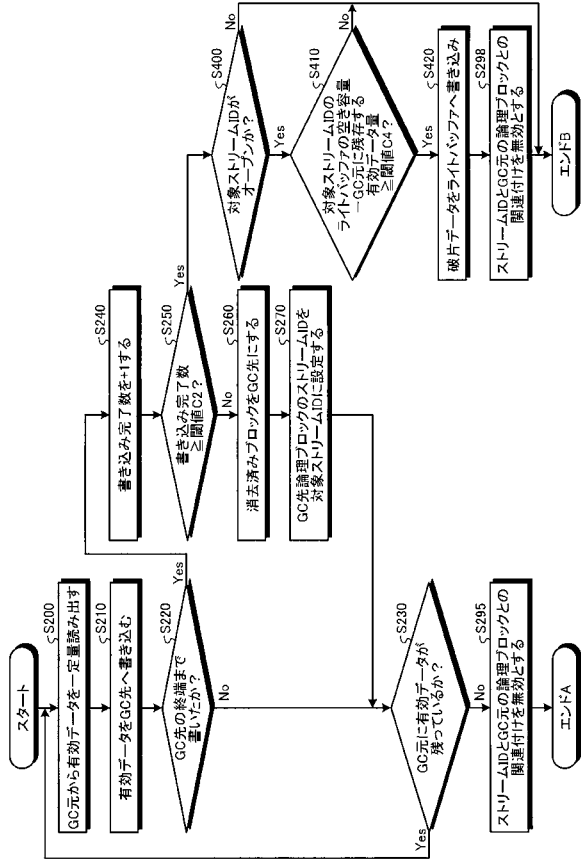 スタート
S200
GC元から有効データを一定量読み出す
S210
有効データをGC先へ書き込む
S220
GC先の終端まで
書いたか？
Yes
No
S230
GC元に有効データが
残っているか？
Yes
No
S295
ストリームIDとGC元の論理ブロックとの
関連付けを無効とする
エンドA
S240
書き込み完了数を+1する
S250
書き込み完了数
≧閾値C2？
Yes
No
S260
消去済みブロックをGC先にする
S270
GC先論理ブロックのストリームIDを
対象ストリームIDに設定する
S400
対象ストリームIDが
オープンか？
No
Yes
S410
対象ストリームIDの
ライトバッファの空き容量
－GC元に残存する
有効データ量
≧閾値C4？
No
Yes
S420
破片データをライトバッファへ書き込み
S298
ストリームIDとGC元の論理ブロックとの
関連付けを無効とする
エンドB